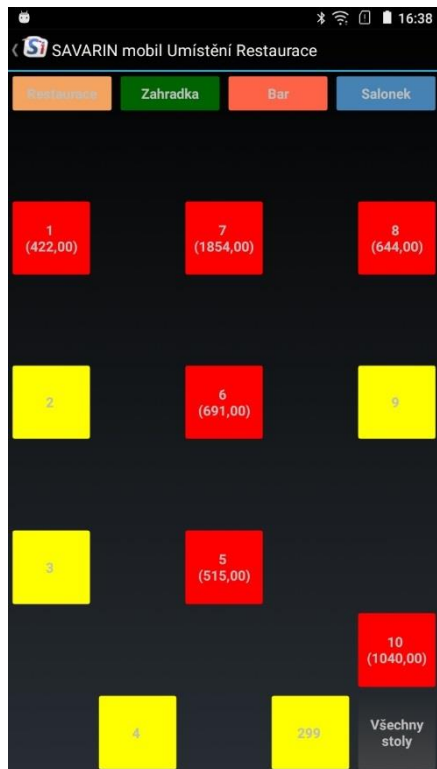 16:38
Si SAVARIN mobil Umístění Restaurace
Restaurace Zahradka Bar Salonek
1 7 8
(422,00) (1854,00) (644,00)
2 6 9
(691,00)
3 5
(515,00)
10
(1040,00)
4 299 Všechny
stoly